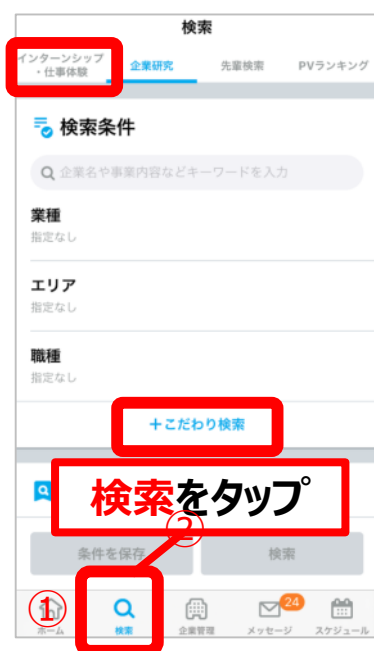 検索
インターンシップ
・仕事体験
企業研究
先輩検索
PVランキング
検索条件
企業名や事業内容などキーワードを入力
業種
指定なし
エリア
指定なし
職種
指定なし
＋こだわり検索
検索をタップ
②
条件を保存
検索
①
24
ホーム
検索
企業管理
メッセージ
スケジュール